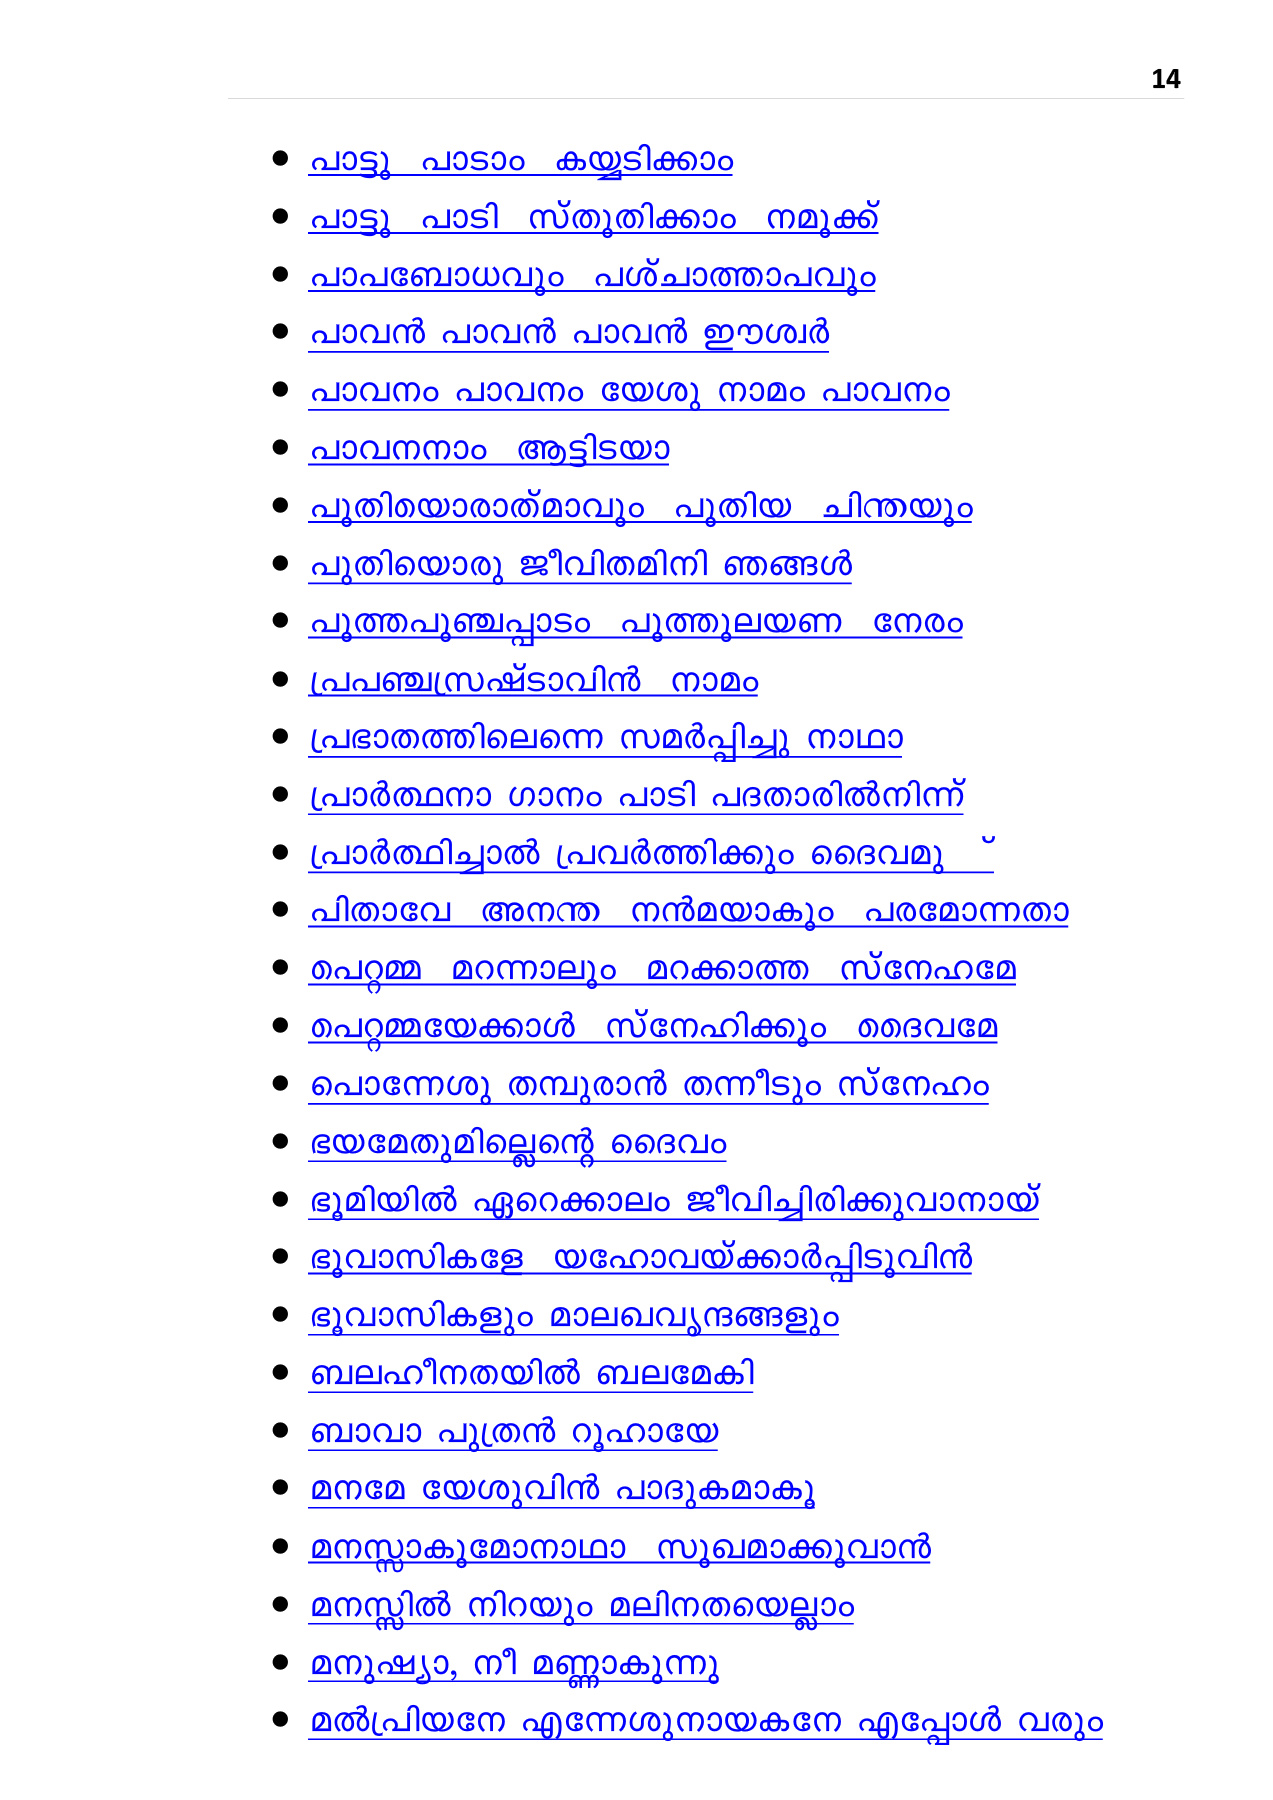 14
പാട്ടു പാടാം കയ്യടിക്കാം
പാട്ടു പാടി സ്തുതിക്കാം നമുക്ക്
പാപബോധവും പശ്ചാത്താപവും
പാവൻ പാവൻ പാവൻ ഈശ്വർ
പാവനം പാവനം യേശു നാമം പാവനം
പാവനനാം ആട്ടിടയാ
പുതിയൊരാത്മാവും പുതിയ ചിന്തയും
പുതിയൊരു ജീവിതമിനി ഞങ്ങൾ
പൂത്തപൂഞ്ചപ്പാടം പൂത്തുലയണ നേരം
പ്രപഞ്ചസ്രഷ്ടാവിൻ നാമം
പ്രഭാതത്തിലെന്നെ സമർപ്പിച്ചു നാഥാ
പ്രാർത്ഥനാ ഗാനം പാടി പദതാരിൽനിന്ന്
പ്രാർത്ഥിച്ചാൽ പ്രവർത്തിക്കും ദൈവമു ്
പിതാവേ അനന്ത നൻമയാകും പരമോന്നതാ
പെറ്റമ്മ മറന്നാലും മറക്കാത്ത സ്നേഹമേ
പെറ്റമ്മയേക്കാൾ സ്നേഹിക്കും ദൈവമേ
പൊന്നേശു തമ്പുരാൻ തന്നീടും സ്നേഹം
ഭയമേതുമില്ലെന്റെ ദൈവം
ഭൂമിയിൽ ഏറെക്കാലം ജീവിച്ചിരിക്കുവാനായ്
ഭൂവാസികളേ യഹോവയ്ക്കാർപ്പിടുവിൻ
ഭൂവാസികളും മാലഖവൃന്ദങ്ങളും
ബലഹീനതയിൽ ബലമേകി
ബാവാ പുത്രൻ റൂഹായേ
മനമേ യേശുവിൻ പാദുകമാകൂ
മനസ്സാകുമോനാഥാ സുഖമാക്കുവാൻ
മനസ്സിൽ നിറയും മലിനതയെല്ലാം
മനുഷ്യാ, നീ മണ്ണാകുന്നു
മൽപ്രിയനേ എന്നേശുനായകനേ എപ്പോൾ വരും